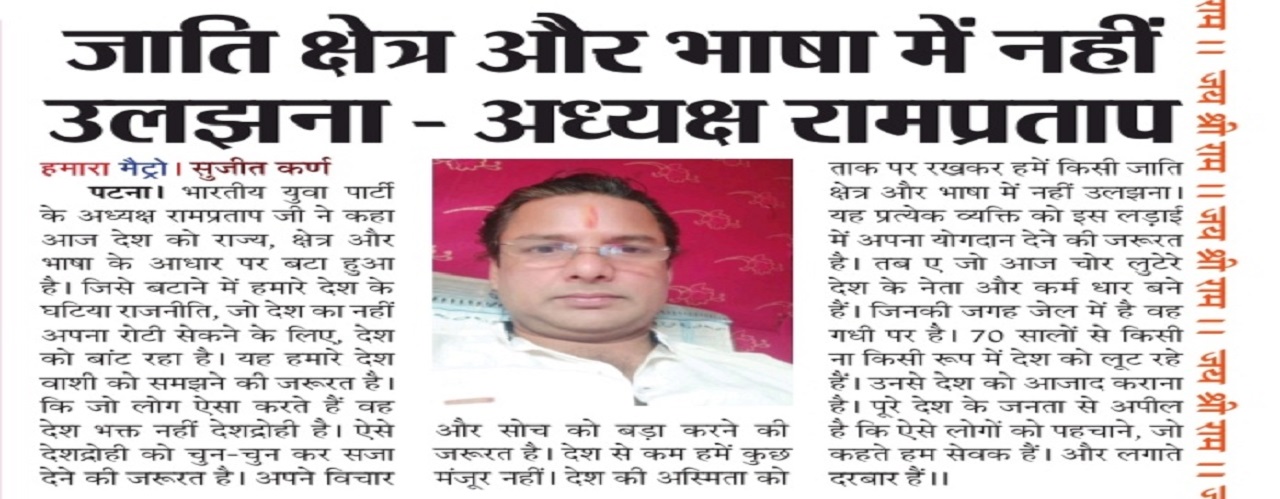 जाति क्षेत्र और भाषा में नहीं
उलझना - अध्यक्ष रामप्रताप
हमारा मैट्रो। सुजीत कर्ण
पटना। भारतीय युवा पार्टी
के अध्यक्ष रामप्रताप जी ने कहा
आज देश को राज्य, क्षेत्र और
भाषा के आधार पर बटा हुआ
है। जिसे बटाने में हमारे देश के
घटिया राजनीति, जो देश का नहीं
अपना रोटी सेकने के लिए, देश
को बांट रहा है। यह हमारे देश
वाशी को समझने की जरूरत है।
कि जो लोग ऐसा करते हैं वह
देश भक्त नहीं देशद्रोही है। ऐसे
देशद्रोही को चुन-चुन कर सजा
देने की जरूरत है। अपने विचार
और सोच को बड़ा करने की
जरूरत है। देश से कम हमें कुछ
मंजूर नहीं। देश की अस्मिता को
ताक पर रखकर हमें किसी जाति
क्षेत्र और भाषा में नहीं उलझना।
यह प्रत्येक व्यक्ति को इस लड़ाई
में अपना योगदान देने की जरूरत
है। तब ए जो आज चोर लुटेरे
देश के नेता और कर्म धार बने
हैं। जिनकी जगह जेल में है वह
गधी पर है। 70 सालों से किसी
ना किसी रूप में देश को लूट रहे
हैं। उनसे देश को आजाद कराना
है। पूरे देश के जनता से अपील
है कि ऐसे लोगों को पहचाने, जो
कहते हम सेवक हैं। और लगाते
दरबार हैं।।
राम।। जय श्री राम।। जय श्री राम।। जय श्री राम।।